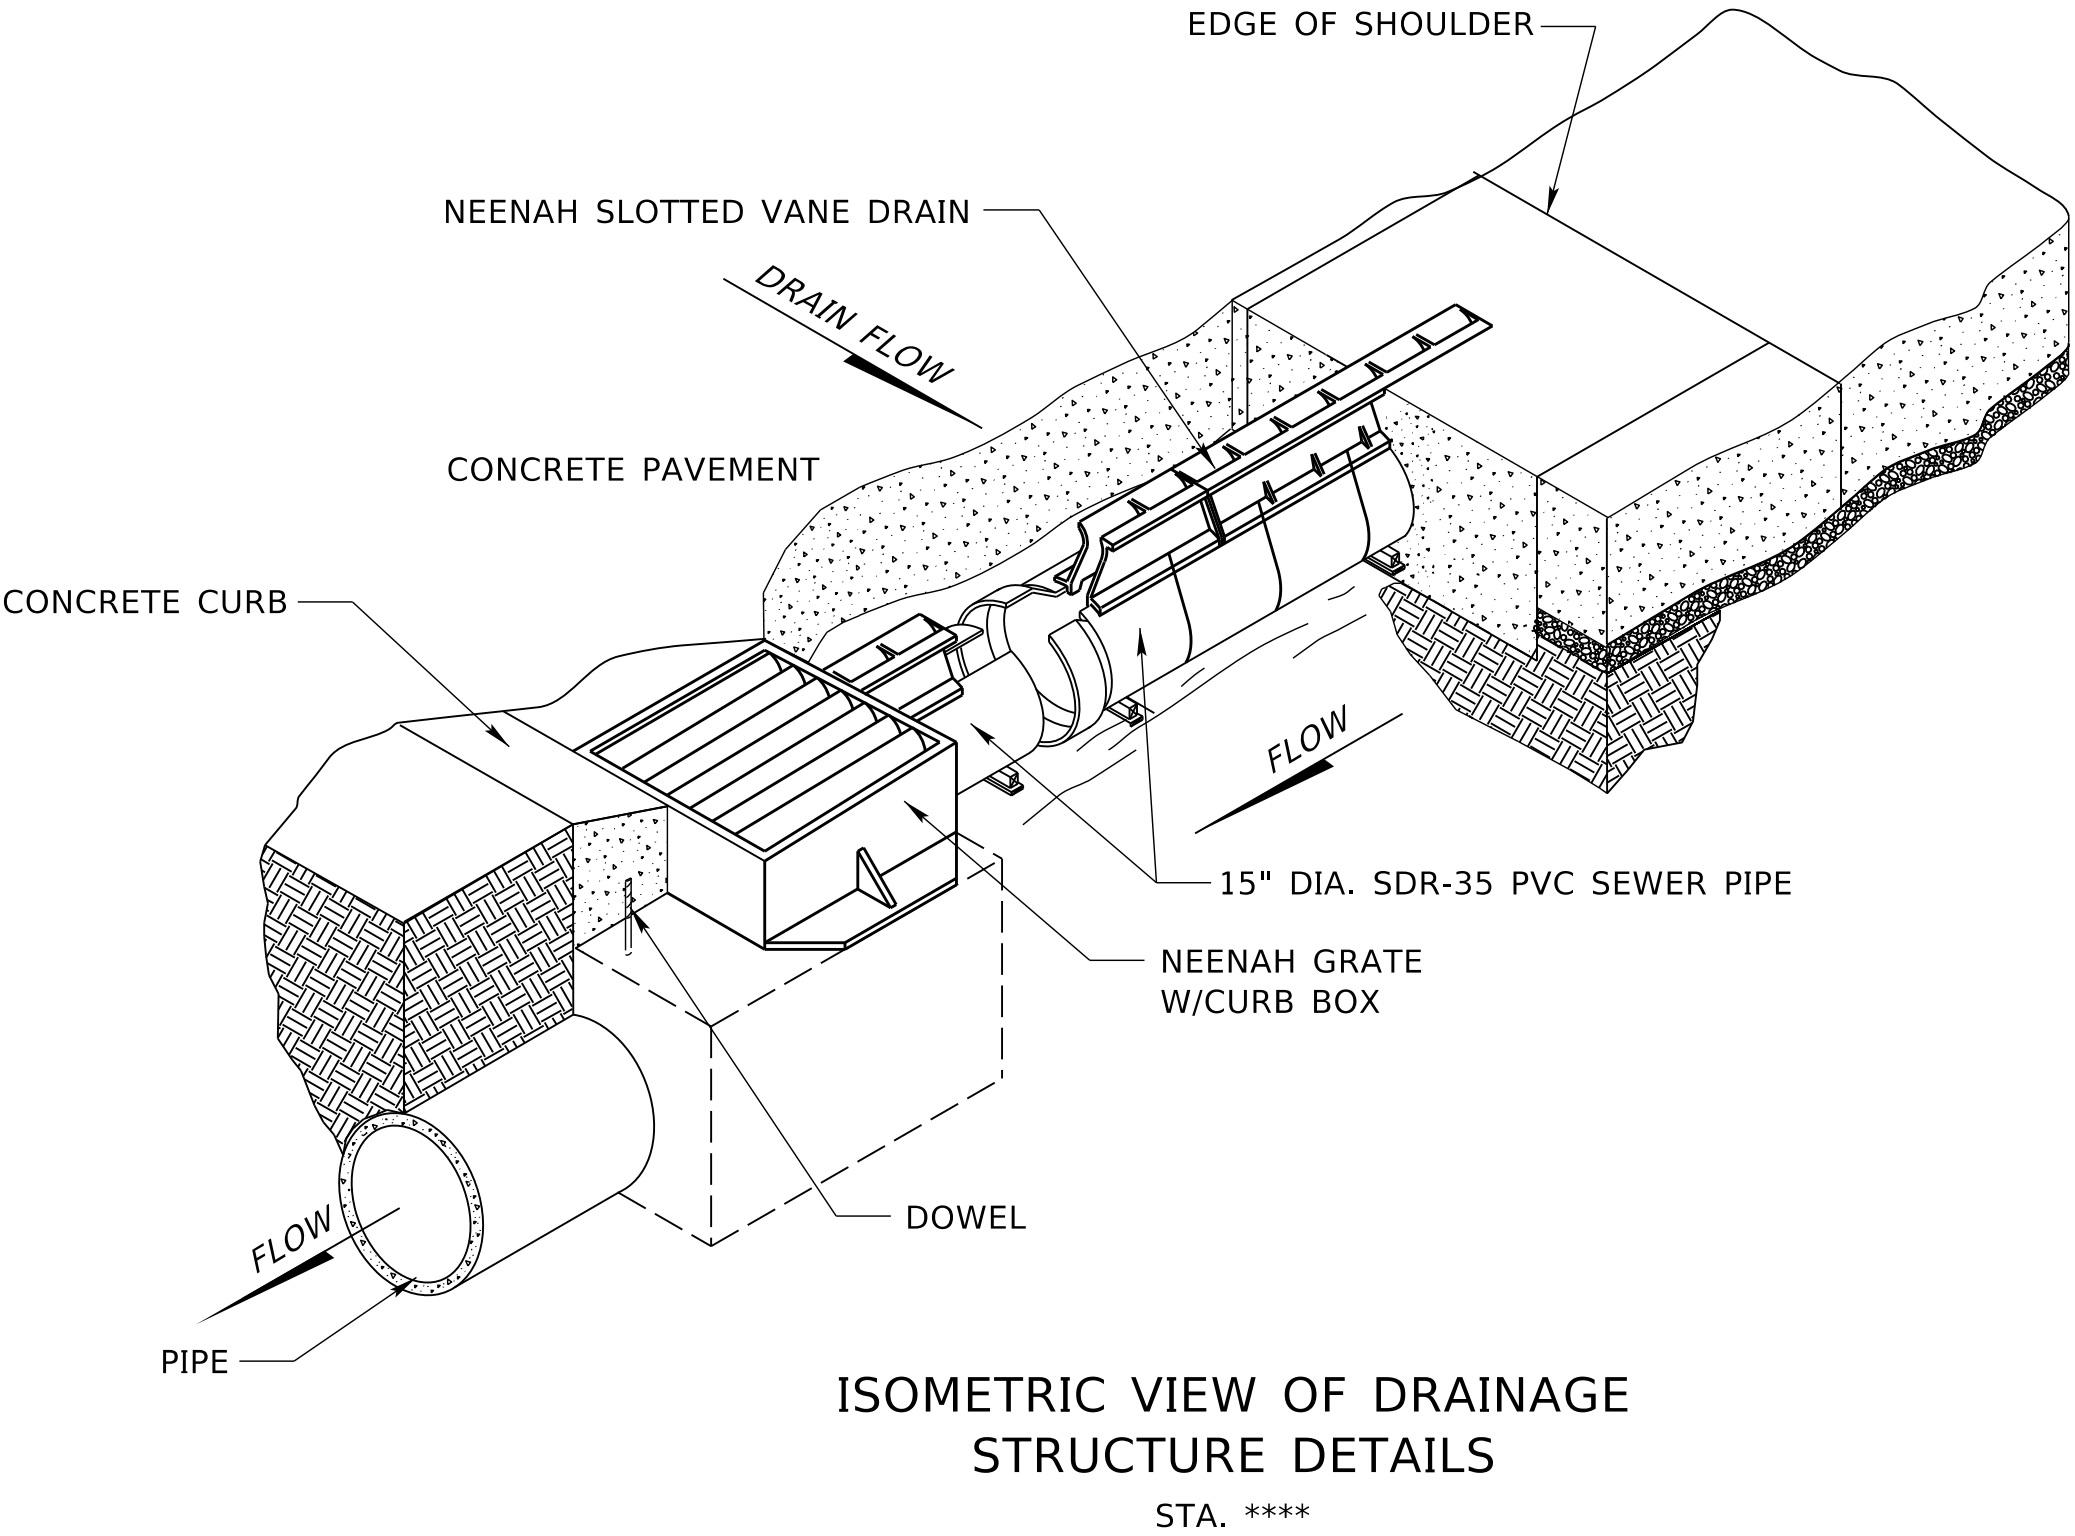 EDGE OF SHOULDER
NEENAH SLOTTED VANE DRAIN
DRAIN FLOW
CONCRETE PAVEMENT
CONCRETE CURB
FLOW
15" DIA. SDR-35 PVC SEWER PIPE
NEENAH GRATE
W/CURB BOX
DOWEL
FLOW
PIPE
ISOMETRIC VIEW OF DRAINAGE
STRUCTURE DETAILS
STA. ****